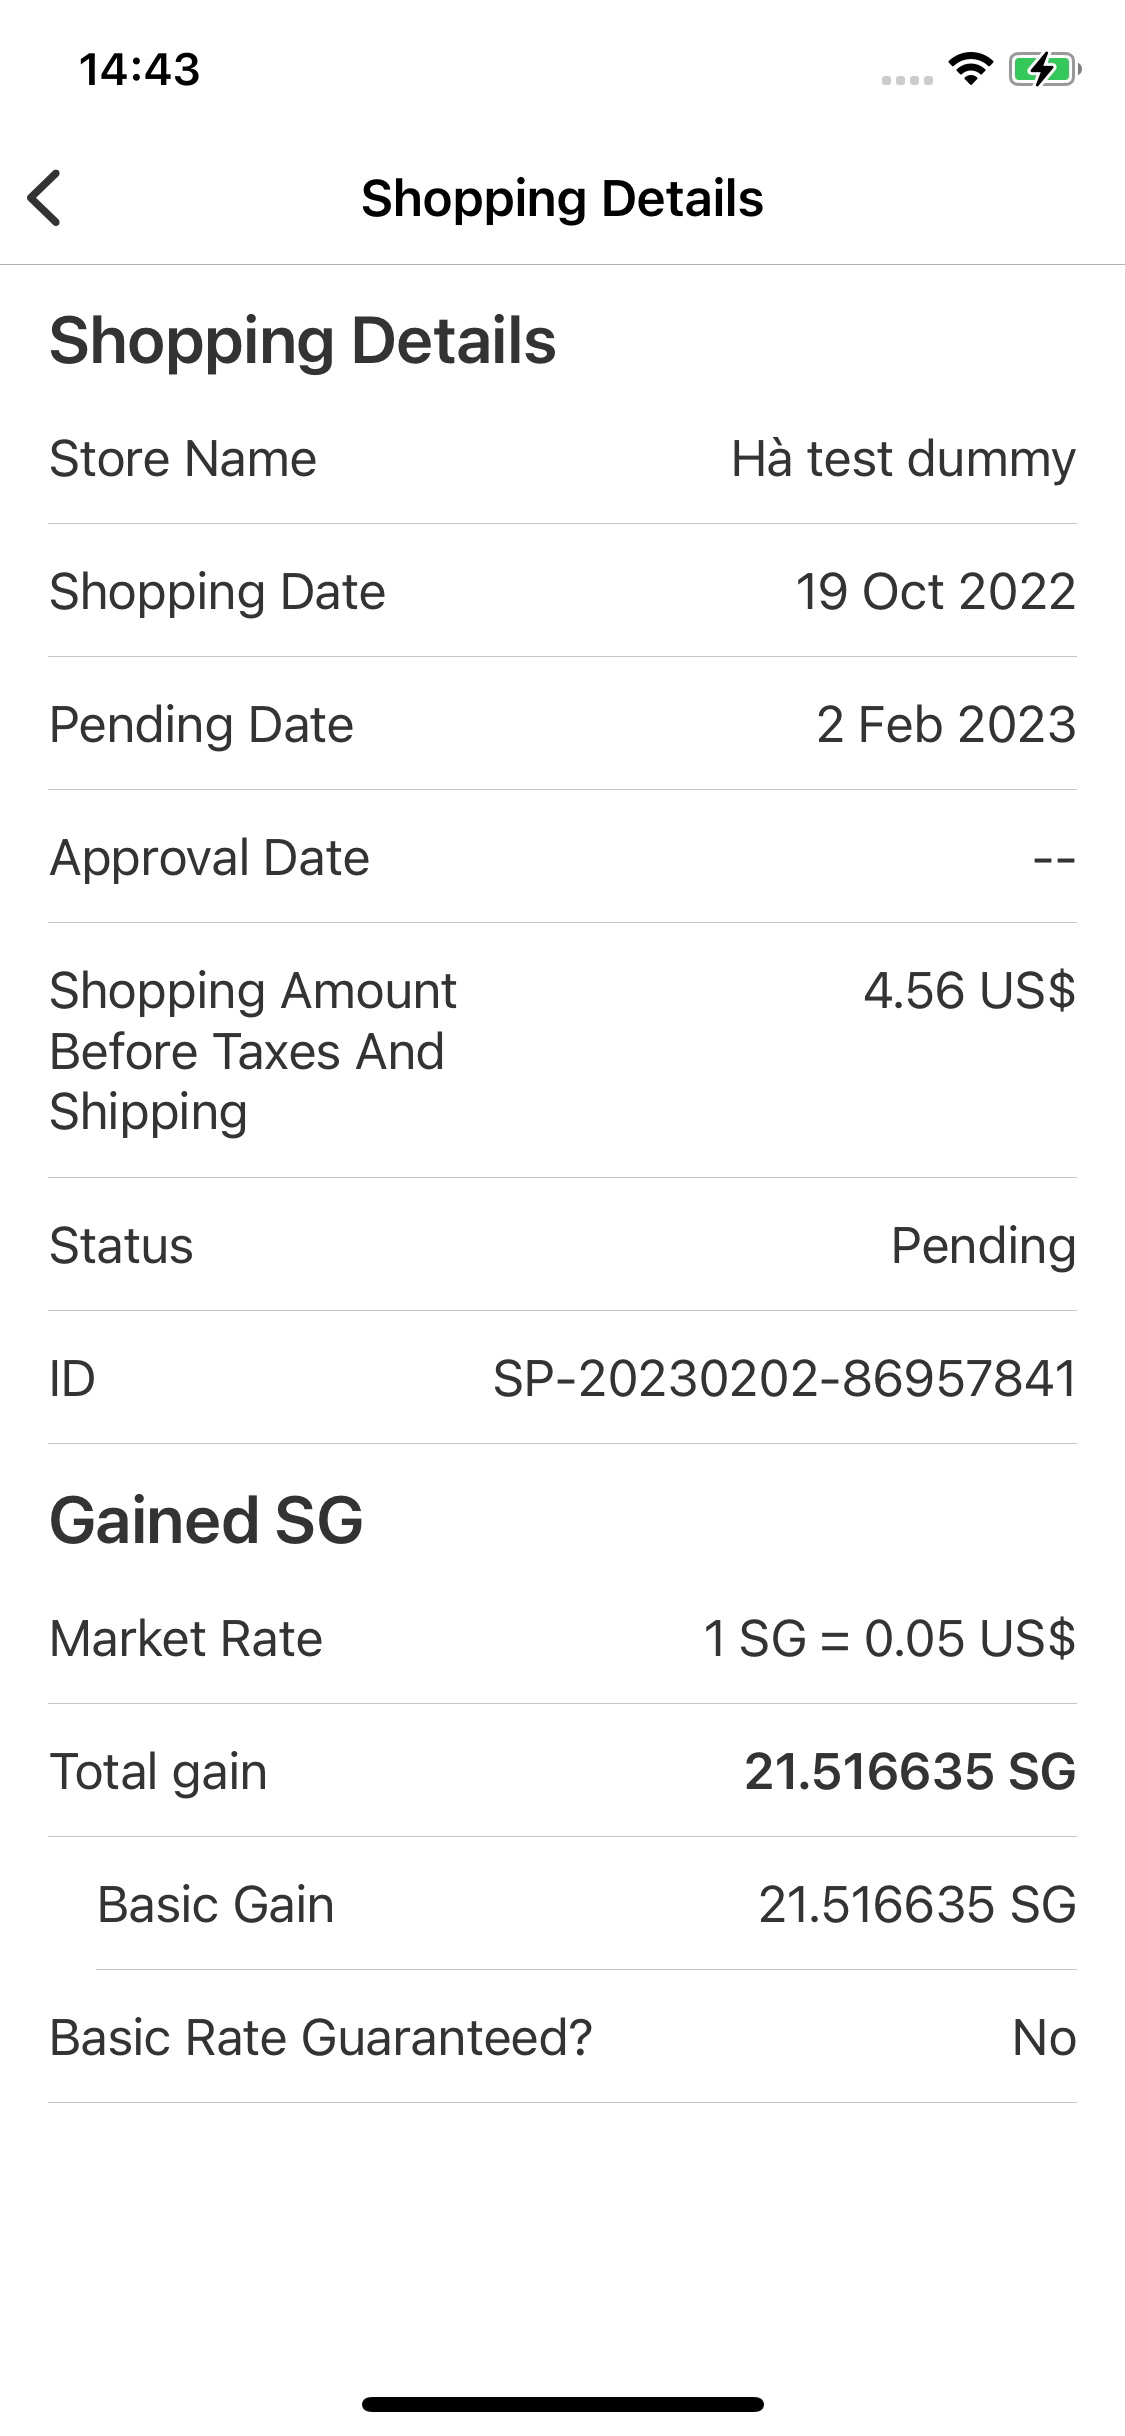 14:43
Shopping Details
Shopping Details
Store Name Hà test dummy
Shopping Date 19 Oct 2022
Pending Date 2 Feb 2023
Approval Date --
Shopping Amount 4.56 US$
Before Taxes And
Shipping
Status Pending
ID SP-20230202-86957841
Gained SG
Market Rate 1 SG = 0.05 US$
Total gain 21.516635 SG
Basic Gain 21.516635 SG
Basic Rate Guaranteed? No